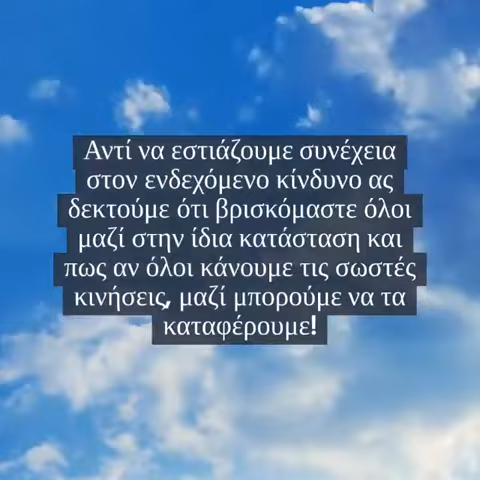 Αντί να εστιάζουμε συνέχεια
στον ενδεχόμενο κίνδυνο ας
δεκτούμε ότι βρισκόμαστε όλοι
μαζί στην ίδια κατάσταση και
πως αν όλοι κάνουμε τις σωστές
κινήσεις, μαζί μπορούμε να τα
καταφέρουμε!